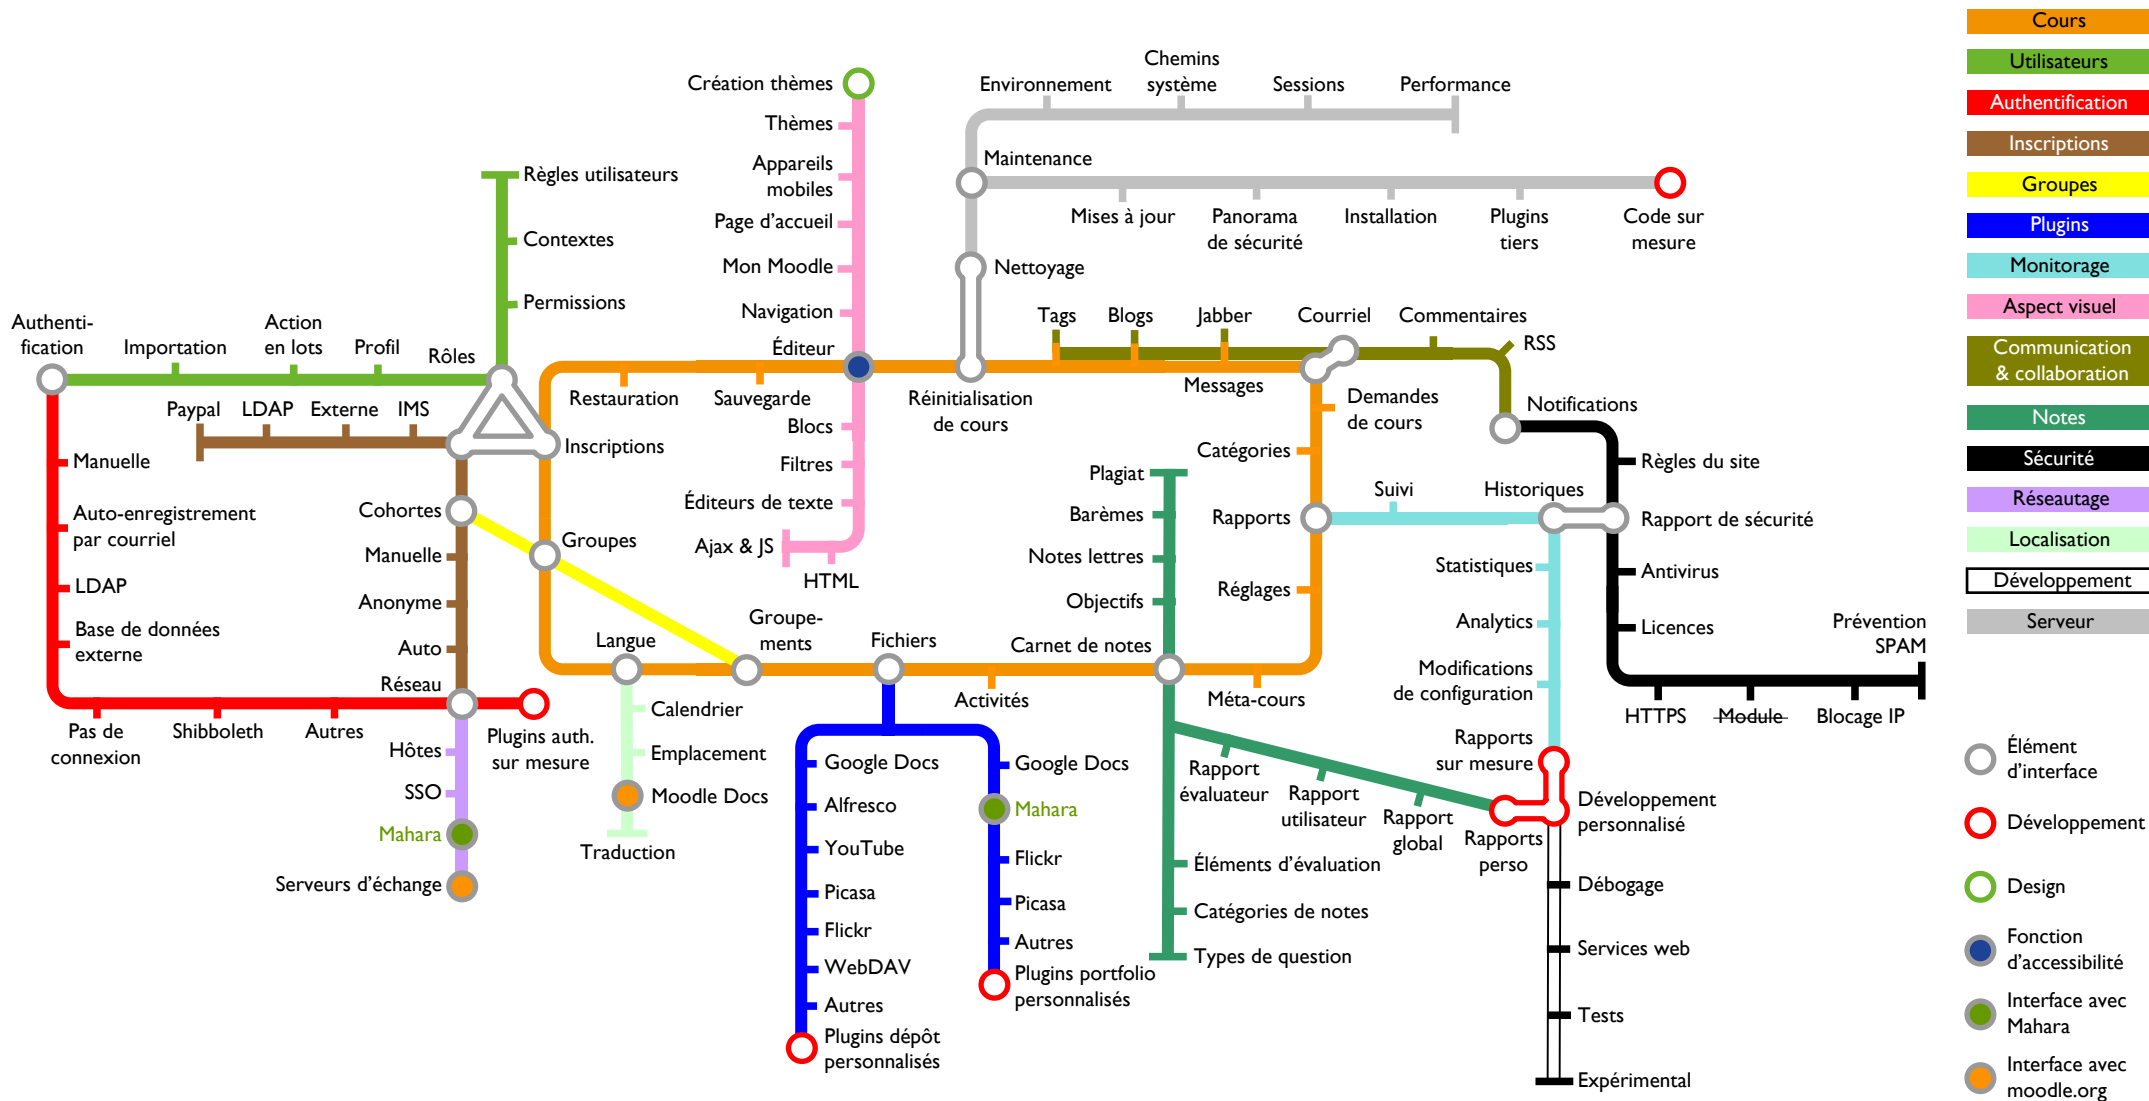 Cours
Utilisateurs
Authentification
Inscriptions
Groupes
Plugins
Monitorage
Aspect visuel
Communication
& collaboration
Notes
Sécurité
Réseautage
Localisation
Développement
Serveur
Élément
d'interface
Développement
Design
Fonction
d'accessibilité
Interface avec
Mahara
Interface avec
moodle.org
Création thèmes
Thèmes
Appareils
mobiles
Page d'accueil
Mon Moodle
Navigation
Éditeur
Blocs
Filtres
Éditeurs de texte
Ajax & JS
HTML
Environnement
Chemins
système
Sessions
Performance
Maintenance
Mises à jour
Panorama
de sécurité
Installation
Plugins
tiers
Code sur
mesure
Nettoyage
Règles utilisateurs
Contextes
Permissions
Authenti-
fication
Importation
Action
en lots
Profil
Rôles
Paypal
LDAP
Externe
IMS
Inscriptions
Restauration
Sauvegarde
Réinitialisation
de cours
Tags
Blogs
Jabber
Courriel
Commentaires
RSS
Messages
Demandes
de cours
Notifications
Catégories
Rapports
Réglages
Suivi
Historiques
Règles du site
Rapport de sécurité
Antivirus
Licences
Prévention
SPAM
HTTPS
Module
Blocage IP
Statistiques
Analytics
Modifications
de configuration
Rapports
sur mesure
Développement
personnalisé
Débogage
Services web
Tests
Expérimental
Manuelle
Auto-enregistrement
par courriel
LDAP
Base de données
externe
Pas de
connexion
Shibboleth
Autres
Plugins auth.
sur mesure
Cohortes
Manuelle
Anonyme
Auto
Réseau
Hôtes
SSO
Mahara
Serveurs d'échange
Groupes
Groupe-
ments
Langue
Calendrier
Emplacement
Moodle Docs
Traduction
Fichiers
Activités
Google Docs
Alfresco
YouTube
Picasa
Flickr
WebDAV
Autres
Plugins dépôt
personnalisés
Google Docs
Mahara
Flickr
Picasa
Autres
Plugins portfolio
personnalisés
Plagiat
Barèmes
Notes lettres
Objectifs
Carnet de notes
Méta-cours
Rapport
évaluateur
Rapport
utilisateur
Rapport
global
Rapports
perso
Éléments d'évaluation
Catégories de notes
Types de question